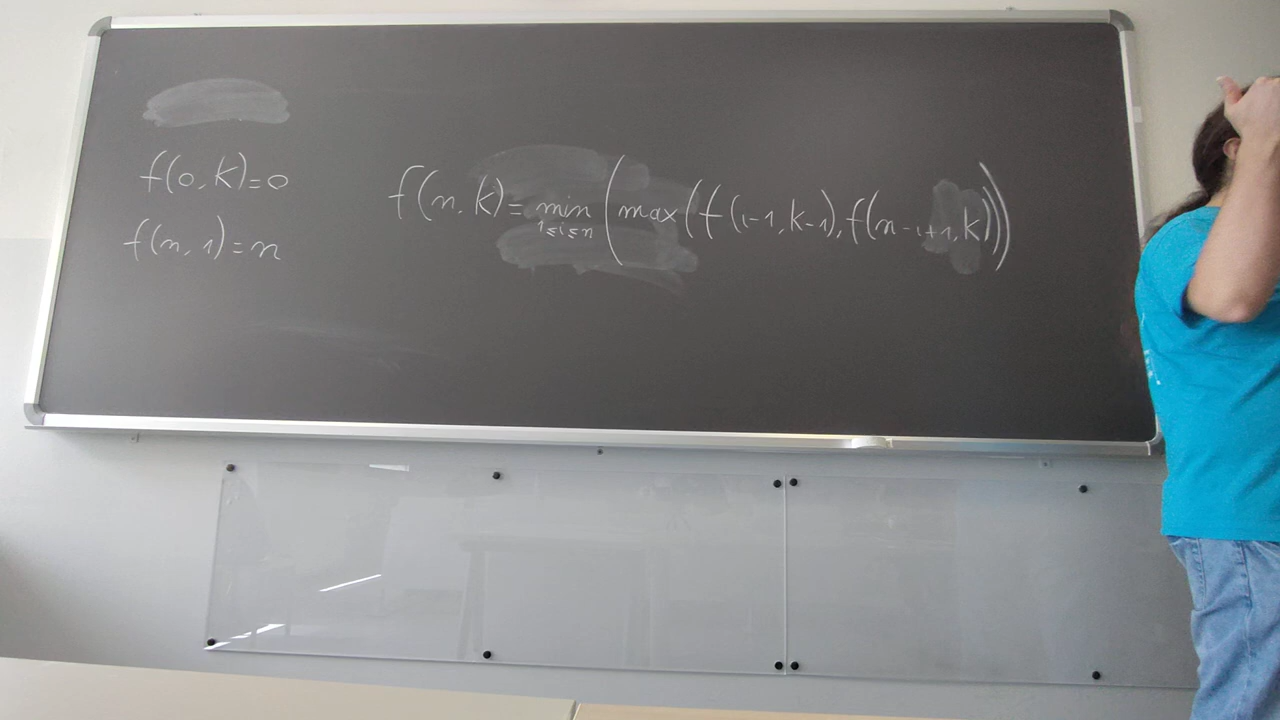 f(0,k)=0
f(n,1)=n
f(n,k)=min(max(f(i-1,k-1),f(n-i+1,k)))
1≤i≤n